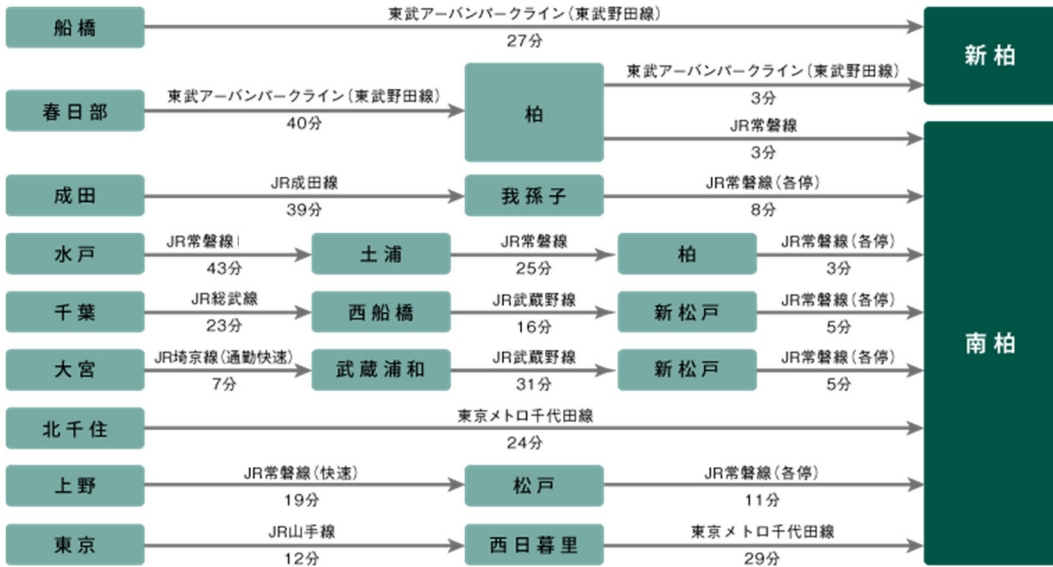 船橋
東武アーバンパークライン(東武野田線)
27分
新柏
春日部
東武アーバンパークライン(東武野田線)
40分
柏
東武アーバンパークライン(東武野田線)
3分
JR常磐線
3分
南柏
成田
JR成田線
39分
我孫子
JR常磐線(各停)
8分
水戸
JR常磐線
43分
土浦
JR常磐線
25分
柏
JR常磐線(各停)
3分
千葉
JR総武線
23分
西船橋
JR武蔵野線
16分
新松戸
JR常磐線(各停)
5分
大宮
JR埼京線(通勤快速)
7分
武蔵浦和
JR武蔵野線
31分
新松戸
JR常磐線(各停)
5分
北千住
東京メトロ千代田線
24分
上野
JR常磐線(快速)
19分
松戸
JR常磐線(各停)
11分
東京
JR山手線
12分
西日暮里
東京メトロ千代田線
29分